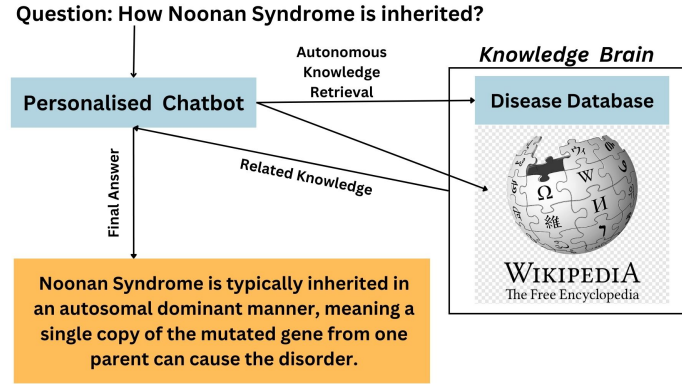 Question: How Noonan Syndrome is inherited?
Autonomous
Knowledge
Retrieval
Knowledge Brain
Personalised Chatbot
Disease Database
Related Knowledge
Final Answer
Ω
W
И
維
WIKIPEDIA
The Free Encyclopedia
Noonan Syndrome is typically inherited in
an autosomal dominant manner, meaning a
single copy of the mutated gene from one
parent can cause the disorder.